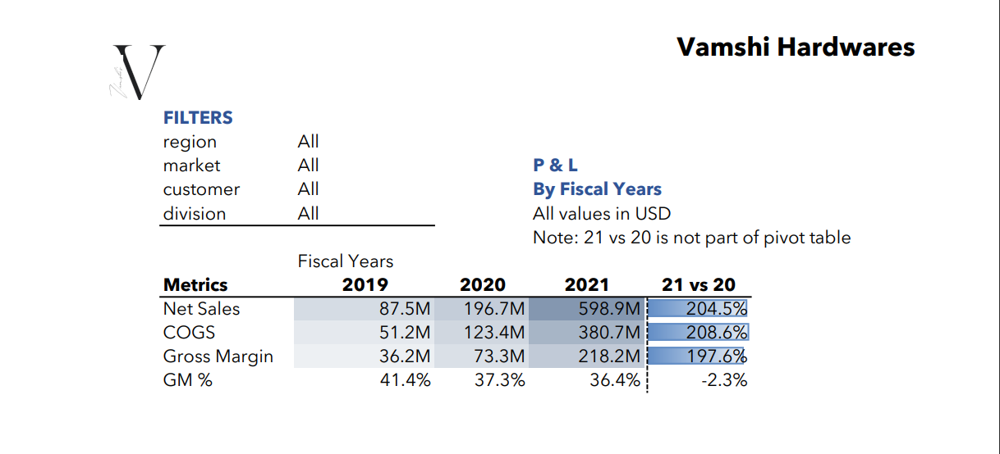 Vamshi Hardwares
V
Vamshi
FILTERS
region All
market All
customer All
division All
P & L
By Fiscal Years
All values in USD
Note: 21 vs 20 is not part of pivot table
Fiscal Years
Metrics 2019 2020 2021 21 vs 20
Net Sales 87.5M 196.7M 598.9M 204.5%
COGS 51.2M 123.4M 380.7M 208.6%
Gross Margin 36.2M 73.3M 218.2M 197.6%
GM % 41.4% 37.3% 36.4% -2.3%